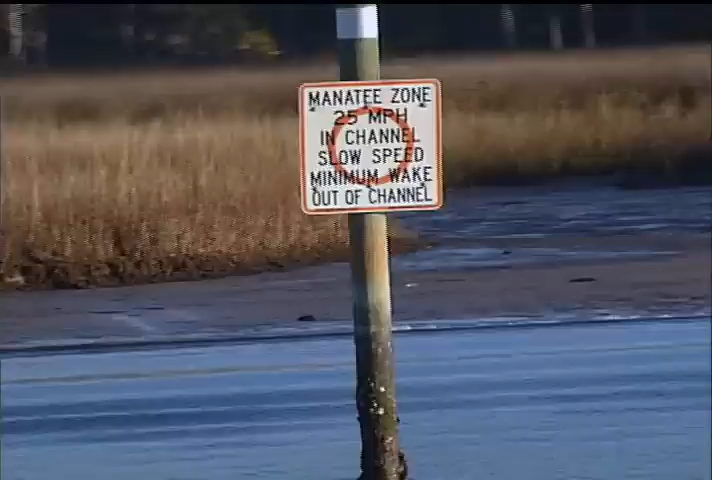 MANATEE ZONE
25 MPH
IN CHANNEL
SLOW SPEED
MINIMUM WAKE
OUT OF CHANNEL